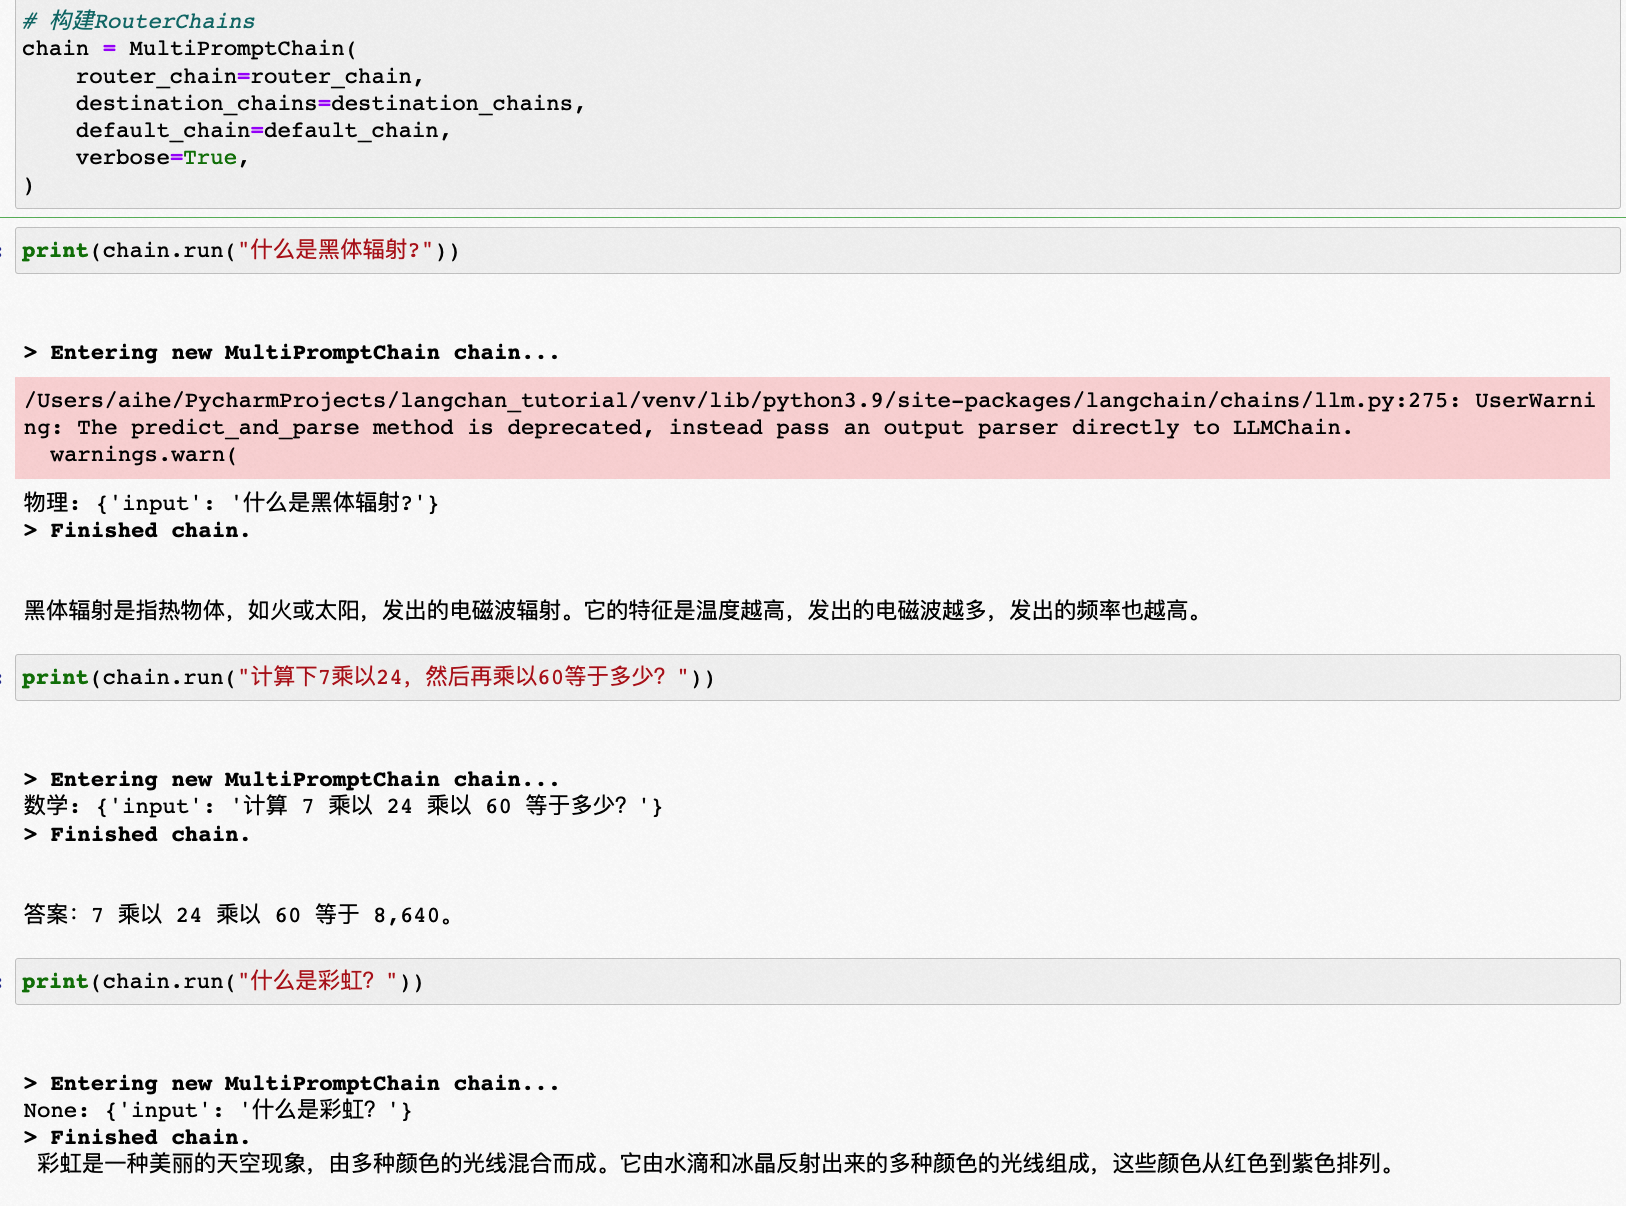 # 构建RouterChains
chain = MultiPromptChain(
    router_chain=router_chain,
    destination_chains=destination_chains,
    default_chain=default_chain,
    verbose=True,
)
: print(chain.run("什么是黑体辐射?"))
> Entering new MultiPromptChain chain...
/Users/aihe/PycharmProjects/langchan_tutorial/venv/lib/python3.9/site-packages/langchain/chains/llm.py:275: UserWarni
ng: The predict_and_parse method is deprecated, instead pass an output parser directly to LLMChain.
  warnings.warn(
物理: {'input': '什么是黑体辐射?'}
> Finished chain.
黑体辐射是指热物体，如火或太阳，发出的电磁波辐射。它的特征是温度越高，发出的电磁波越多，发出的频率也越高。
: print(chain.run("计算下7乘以24，然后再乘以60等于多少？"))
> Entering new MultiPromptChain chain...
数学: {'input': '计算 7 乘以 24 乘以 60 等于多少？'}
> Finished chain.
答案：7 乘以 24 乘以 60 等于 8,640。
: print(chain.run("什么是彩虹？"))
> Entering new MultiPromptChain chain...
None: {'input': '什么是彩虹？'}
> Finished chain.
 彩虹是一种美丽的天空现象，由多种颜色的光线混合而成。它由水滴和冰晶反射出来的多种颜色的光线组成，这些颜色从红色到紫色排列。